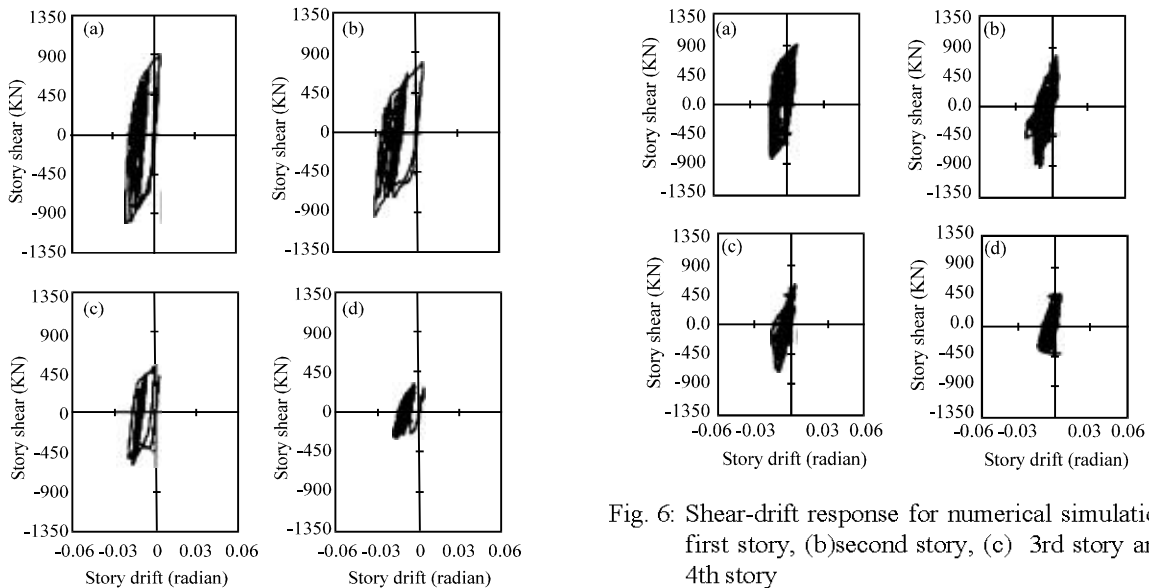 (a)
1350
900
450
0
-450
-900
-1350
Story shear (KN)
(b)
1350
900
450
0
-450
-900
-1350
Story shear (KN)
(c)
1350
900
450
0
-450
-900
-1350
Story shear (KN)
-0.06 -0.03 0 0.03 0.06
Story drift (radian)
(d)
1350
900
450
0
-450
-900
-1350
Story shear (KN)
-0.06 -0.03 0 0.03 0.06
Story drift (radian)
(a)
1350
900
450
0.0
-450
-900
-1350
Story shear (KN)
(b)
1350
900
450
0.0
-450
-900
-1350
Story shear (KN)
(c)
1350
900
450
0.0
-450
-900
-1350
Story shear (KN)
-0.06 -0.03 0.03 0.06
Story drift (radian)
(d)
1350
900
450
0.0
-450
-900
-1350
Story shear (KN)
-0.06 -0.03 0.03 0.06
Story drift (radian)
Fig. 6: Shear-drift response for numerical simulatio
first story, (b)second story, (c) 3rd story an
4th story